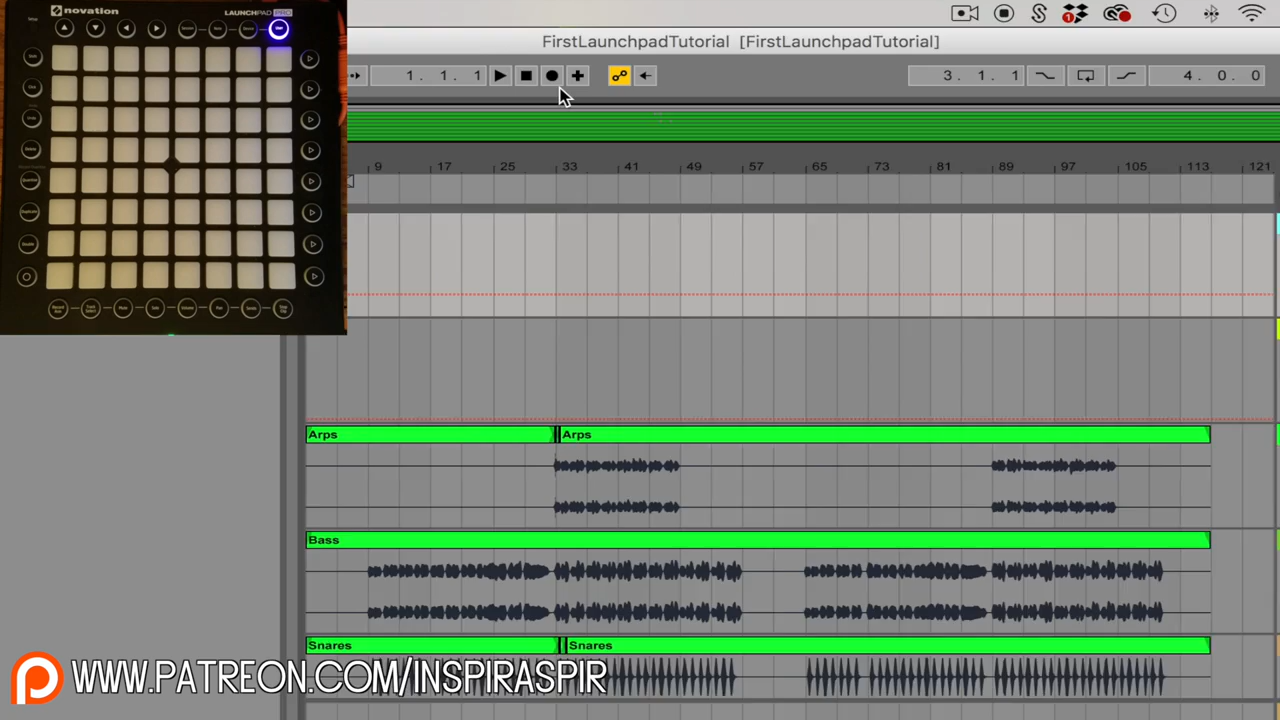 novation
LAUNCHPAD PRO
FirstLaunchpadTutorial [FirstLaunchpadTutorial]
1. 1. 1
3. 1. 1
4. 0. 0
9 17 25 33 41 49 57 65 73 81 89 97 105 113 121
Arps
Arps
Bass
Snares
Snares
WWW.PATREON.COM/INSPIRASPIR